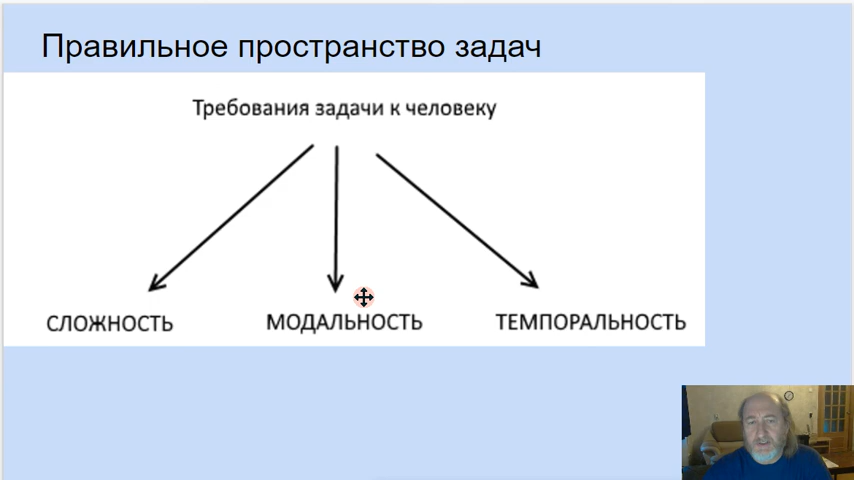 Правильное пространство задач
Требования задачи к человеку
СЛОЖНОСТЬ
МОДАЛЬНОСТЬ
ТЕМПОРАЛЬНОСТЬ